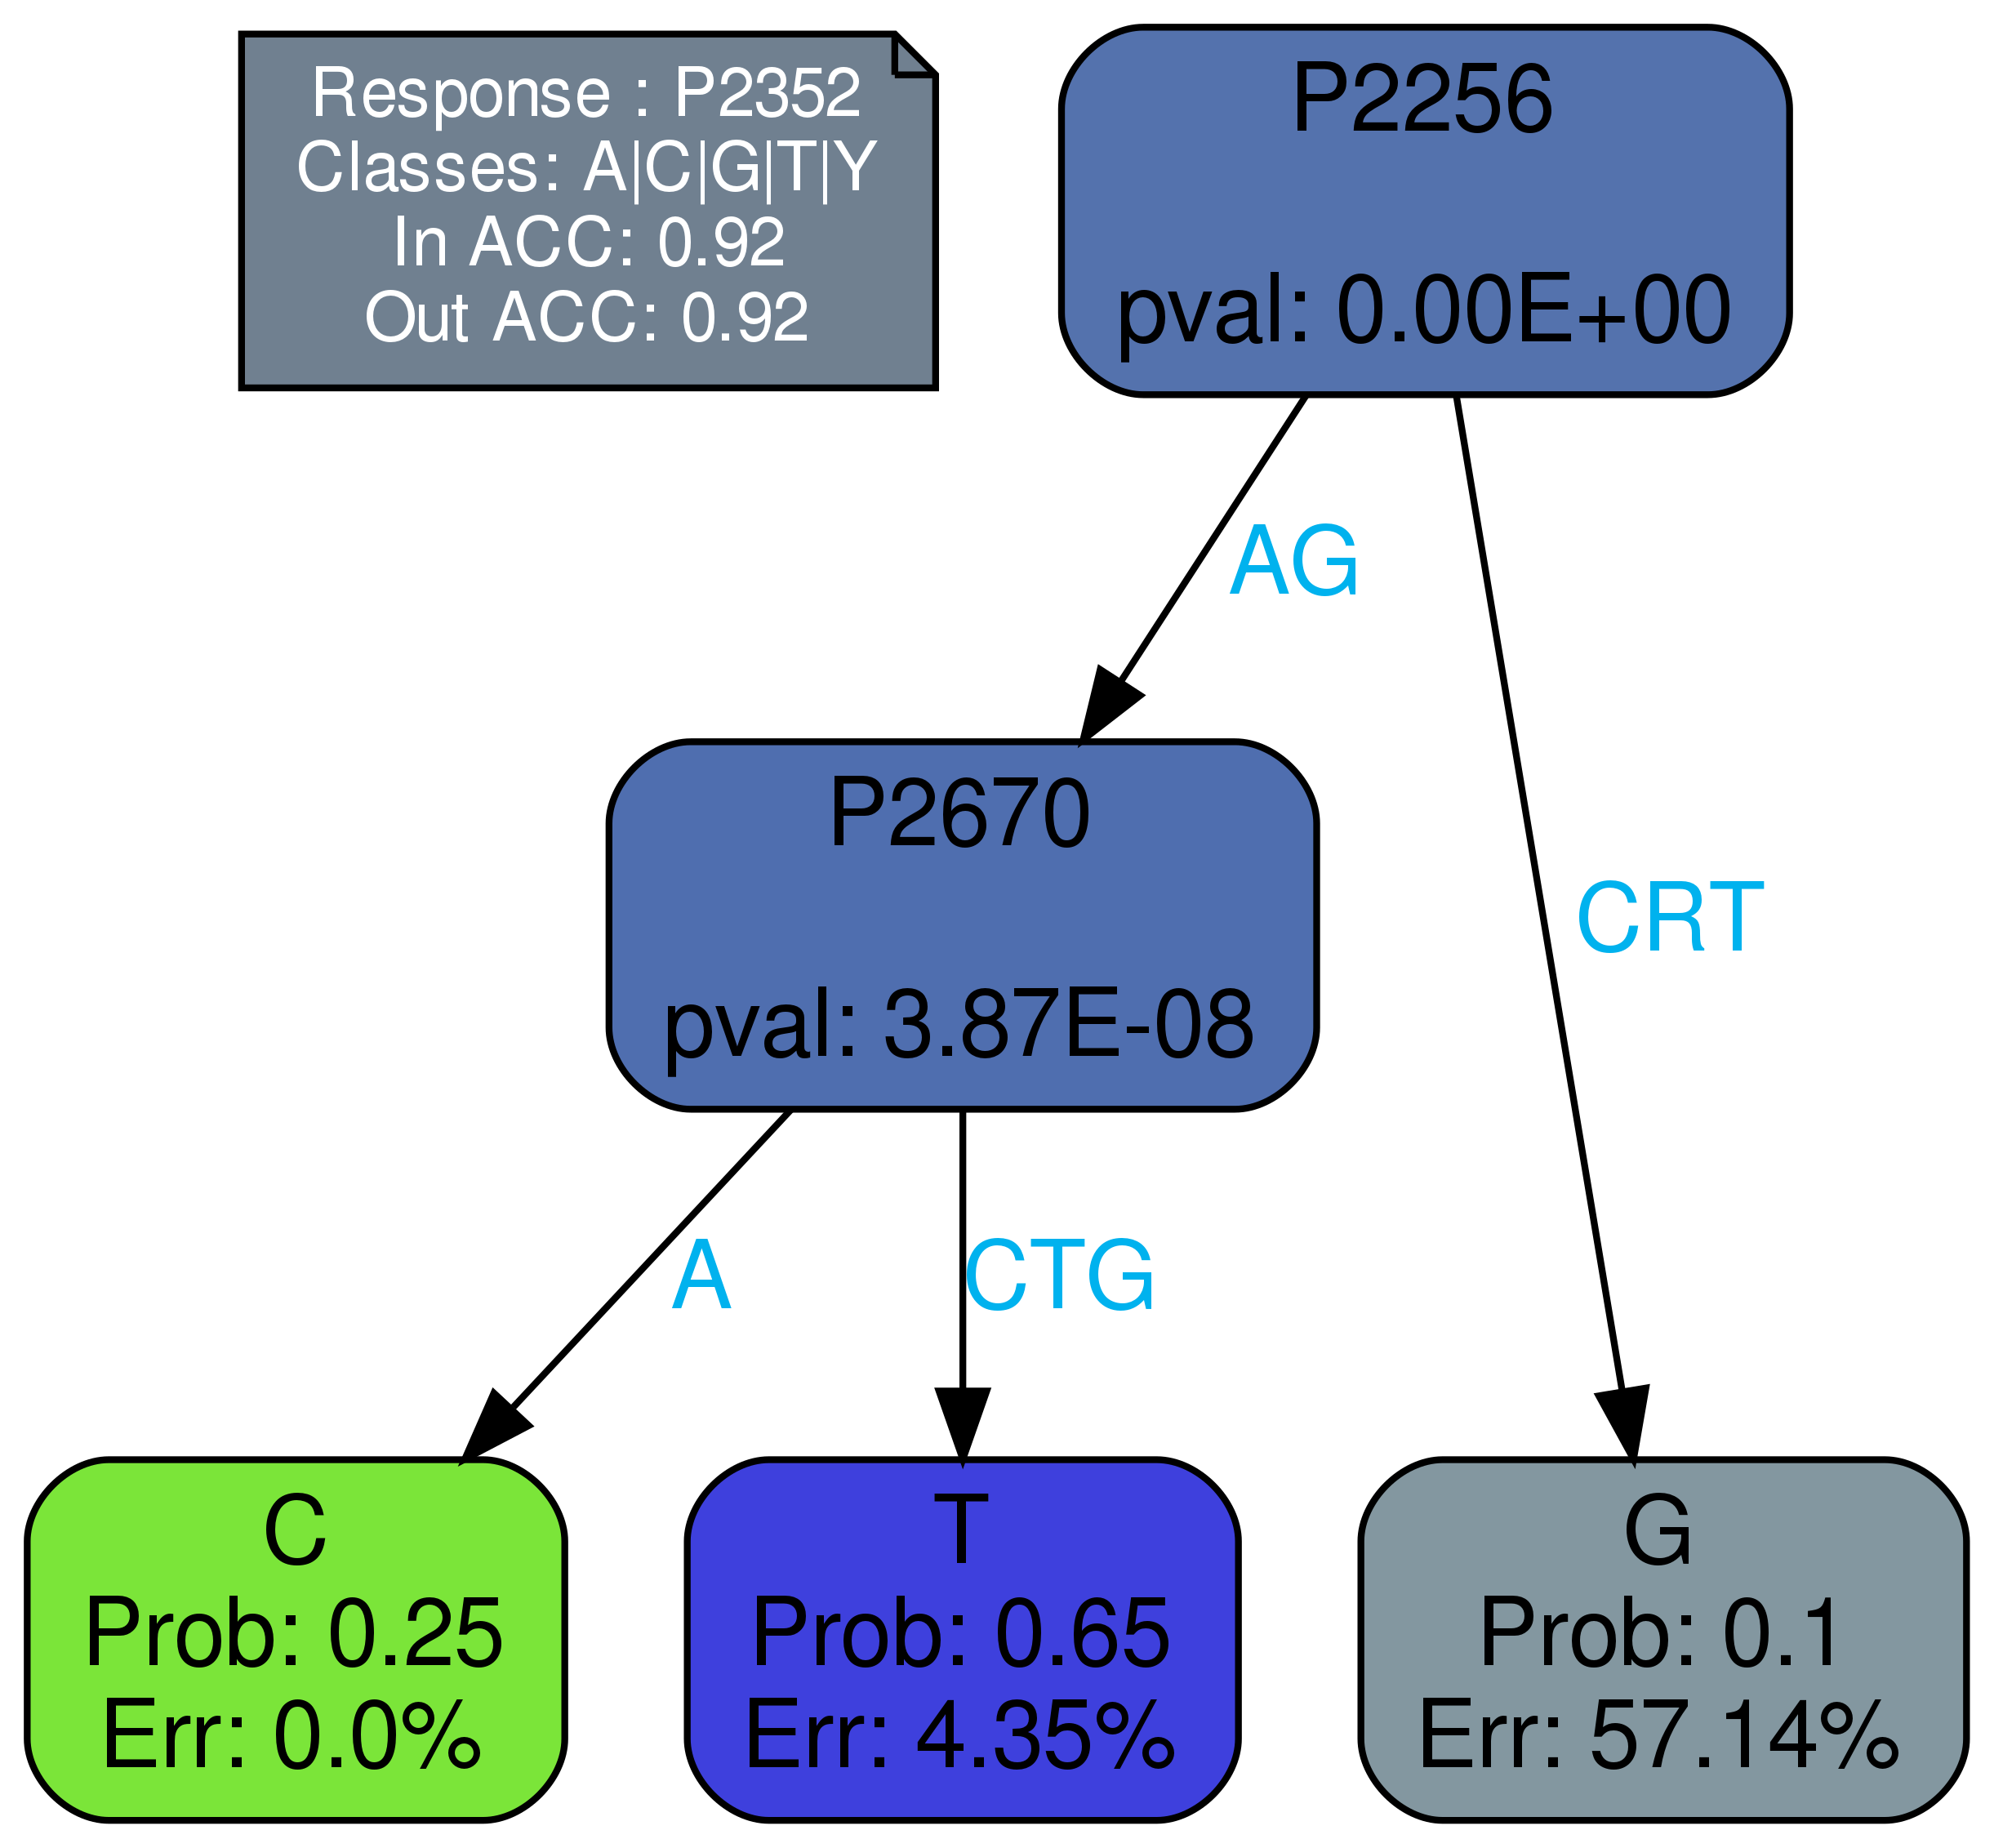 Response : P2352
Classes: A|C|G|T|Y
In ACC: 0.92
Out ACC: 0.92
P2256
pval: 0.00E+00
AG
CRT
P2670
pval: 3.87E-08
A
CTG
C
Prob: 0.25
Err: 0.0%
T
Prob: 0.65
Err: 4.35%
G
Prob: 0.1
Err: 57.14%